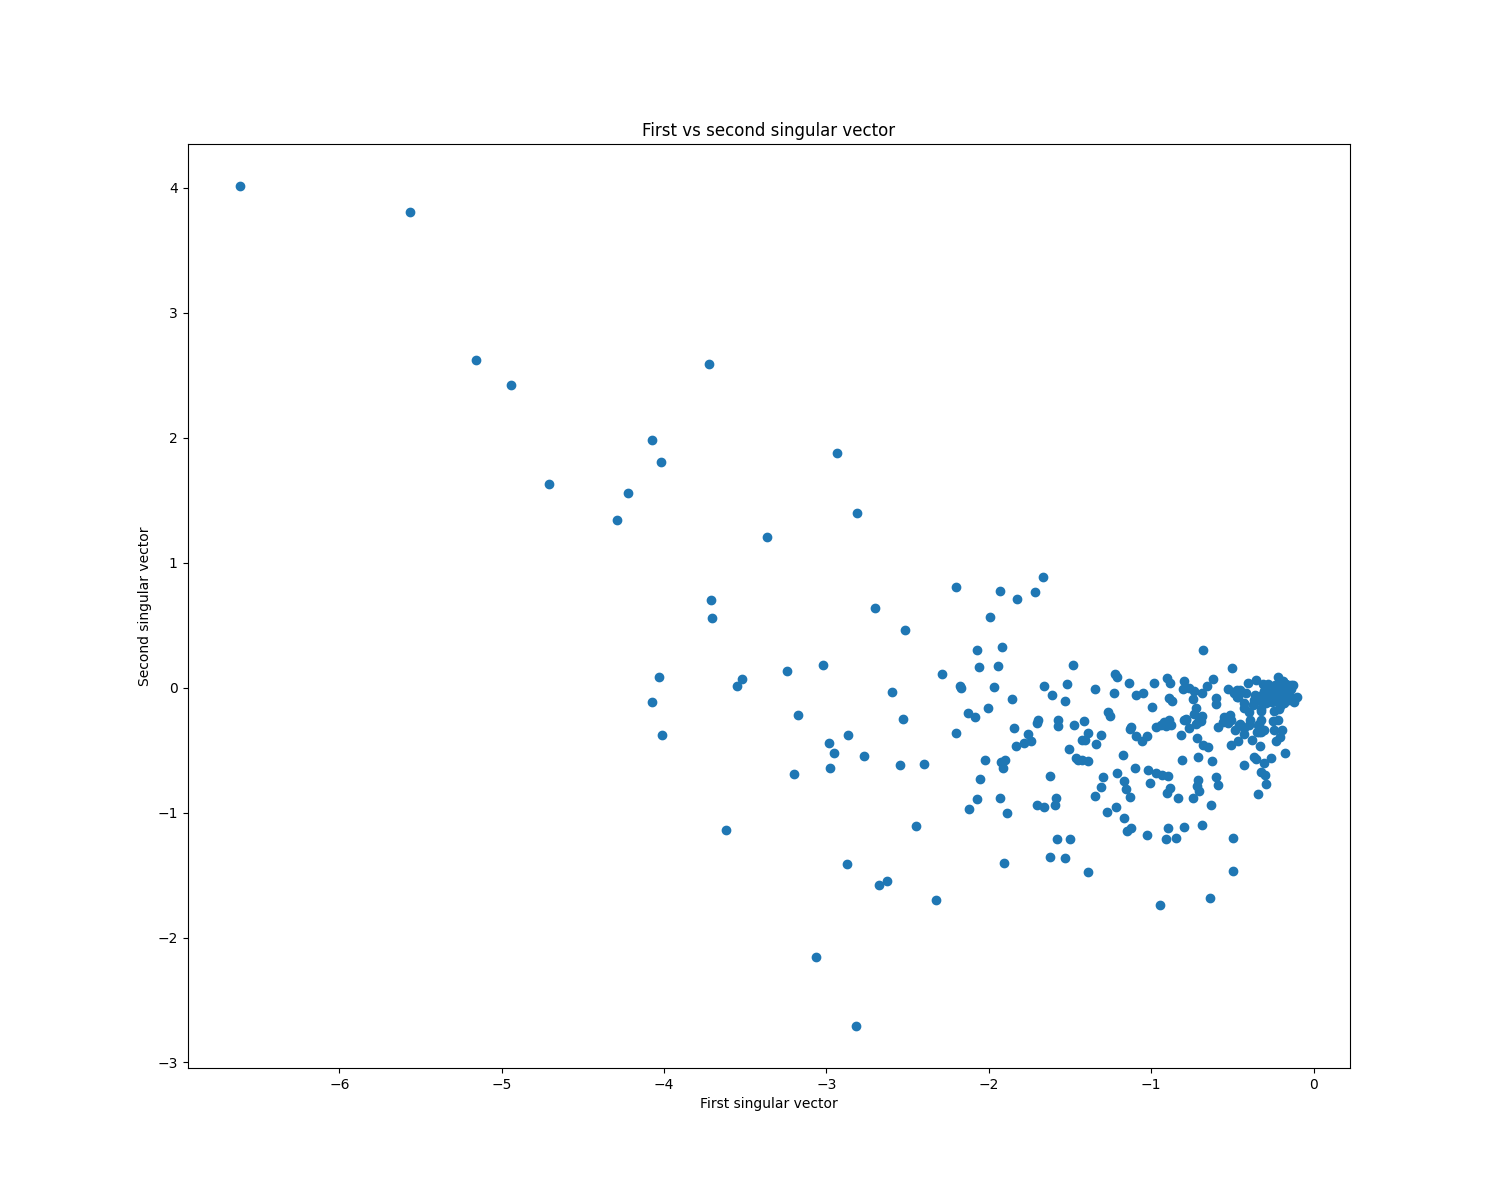 First vs second singular vector
4
3
2
1
0
−1
−2
−3
Second singular vector
−6 −5 −4 −3 −2 −1 0
First singular vector